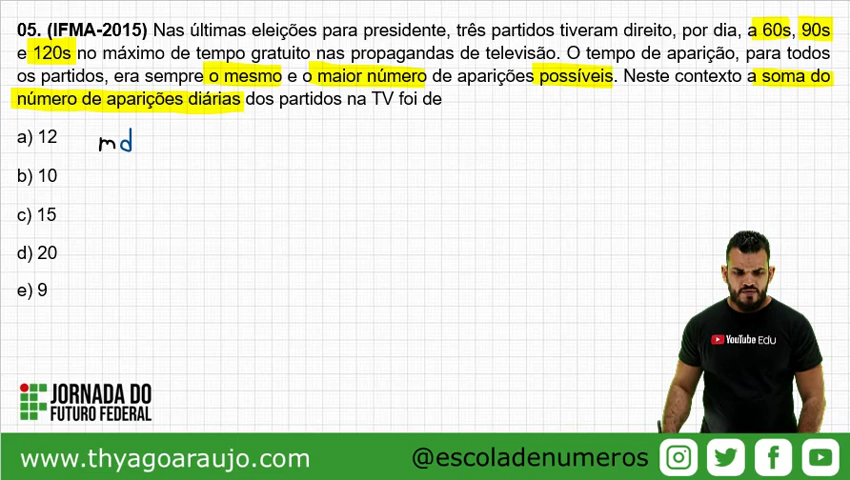 05. (IFMA-2015) Nas últimas eleições para presidente, três partidos tiveram direito, por dia, a 60s, 90s
e 120s no máximo de tempo gratuito nas propagandas de televisão. O tempo de aparição, para todos
os partidos, era sempre o mesmo e o maior número de aparições possíveis. Neste contexto a soma do
número de aparições diárias dos partidos na TV foi de
a) 12
md
b) 10
c) 15
d) 20
e) 9
YouTube Edu
JORNADA DO
FUTURO FEDERAL
www.thyagoaraujo.com
@escoladenumeros